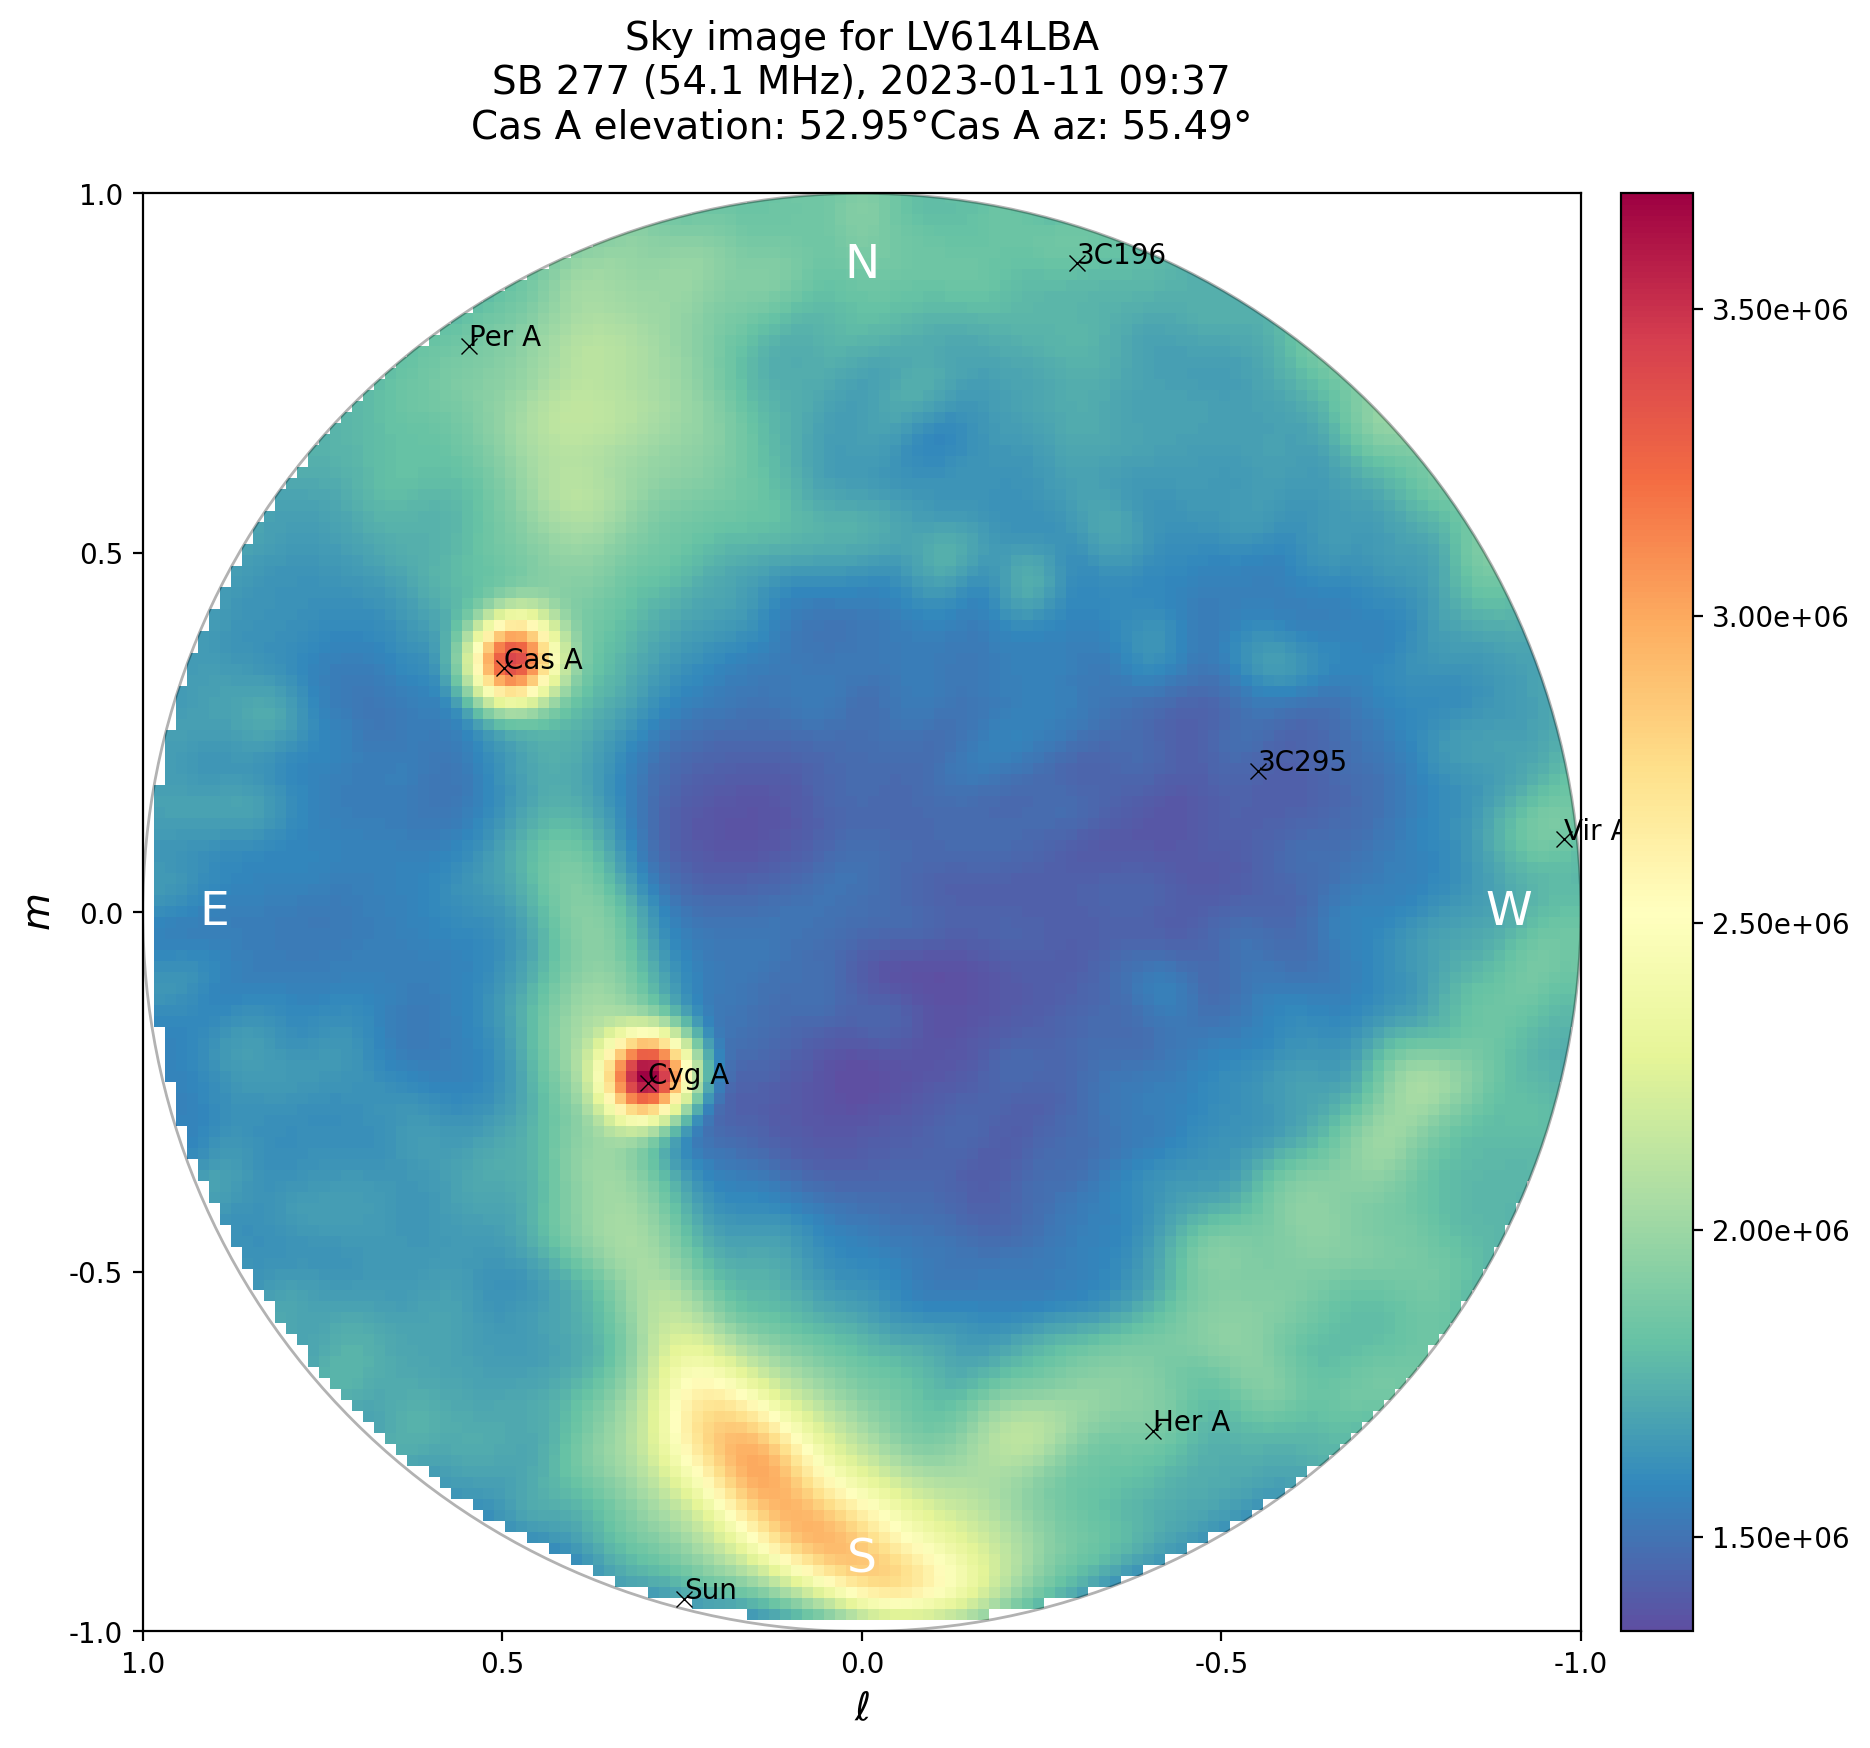 Sky image for LV614LBA
SB 277 (54.1 MHz), 2023-01-11 09:37
Cas A elevation: 52.95°Cas A az: 55.49°
1.0
N
3C196
3.50e+06
Per A
0.5
3.00e+06
Cas A
3C295
Vir A
2.50e+06
m
0.0
E
W
Cyg A
2.00e+06
-0.5
Her A
1.50e+06
S
Sun
-1.0
1.0 0.5 0.0 -0.5 -1.0
ℓ